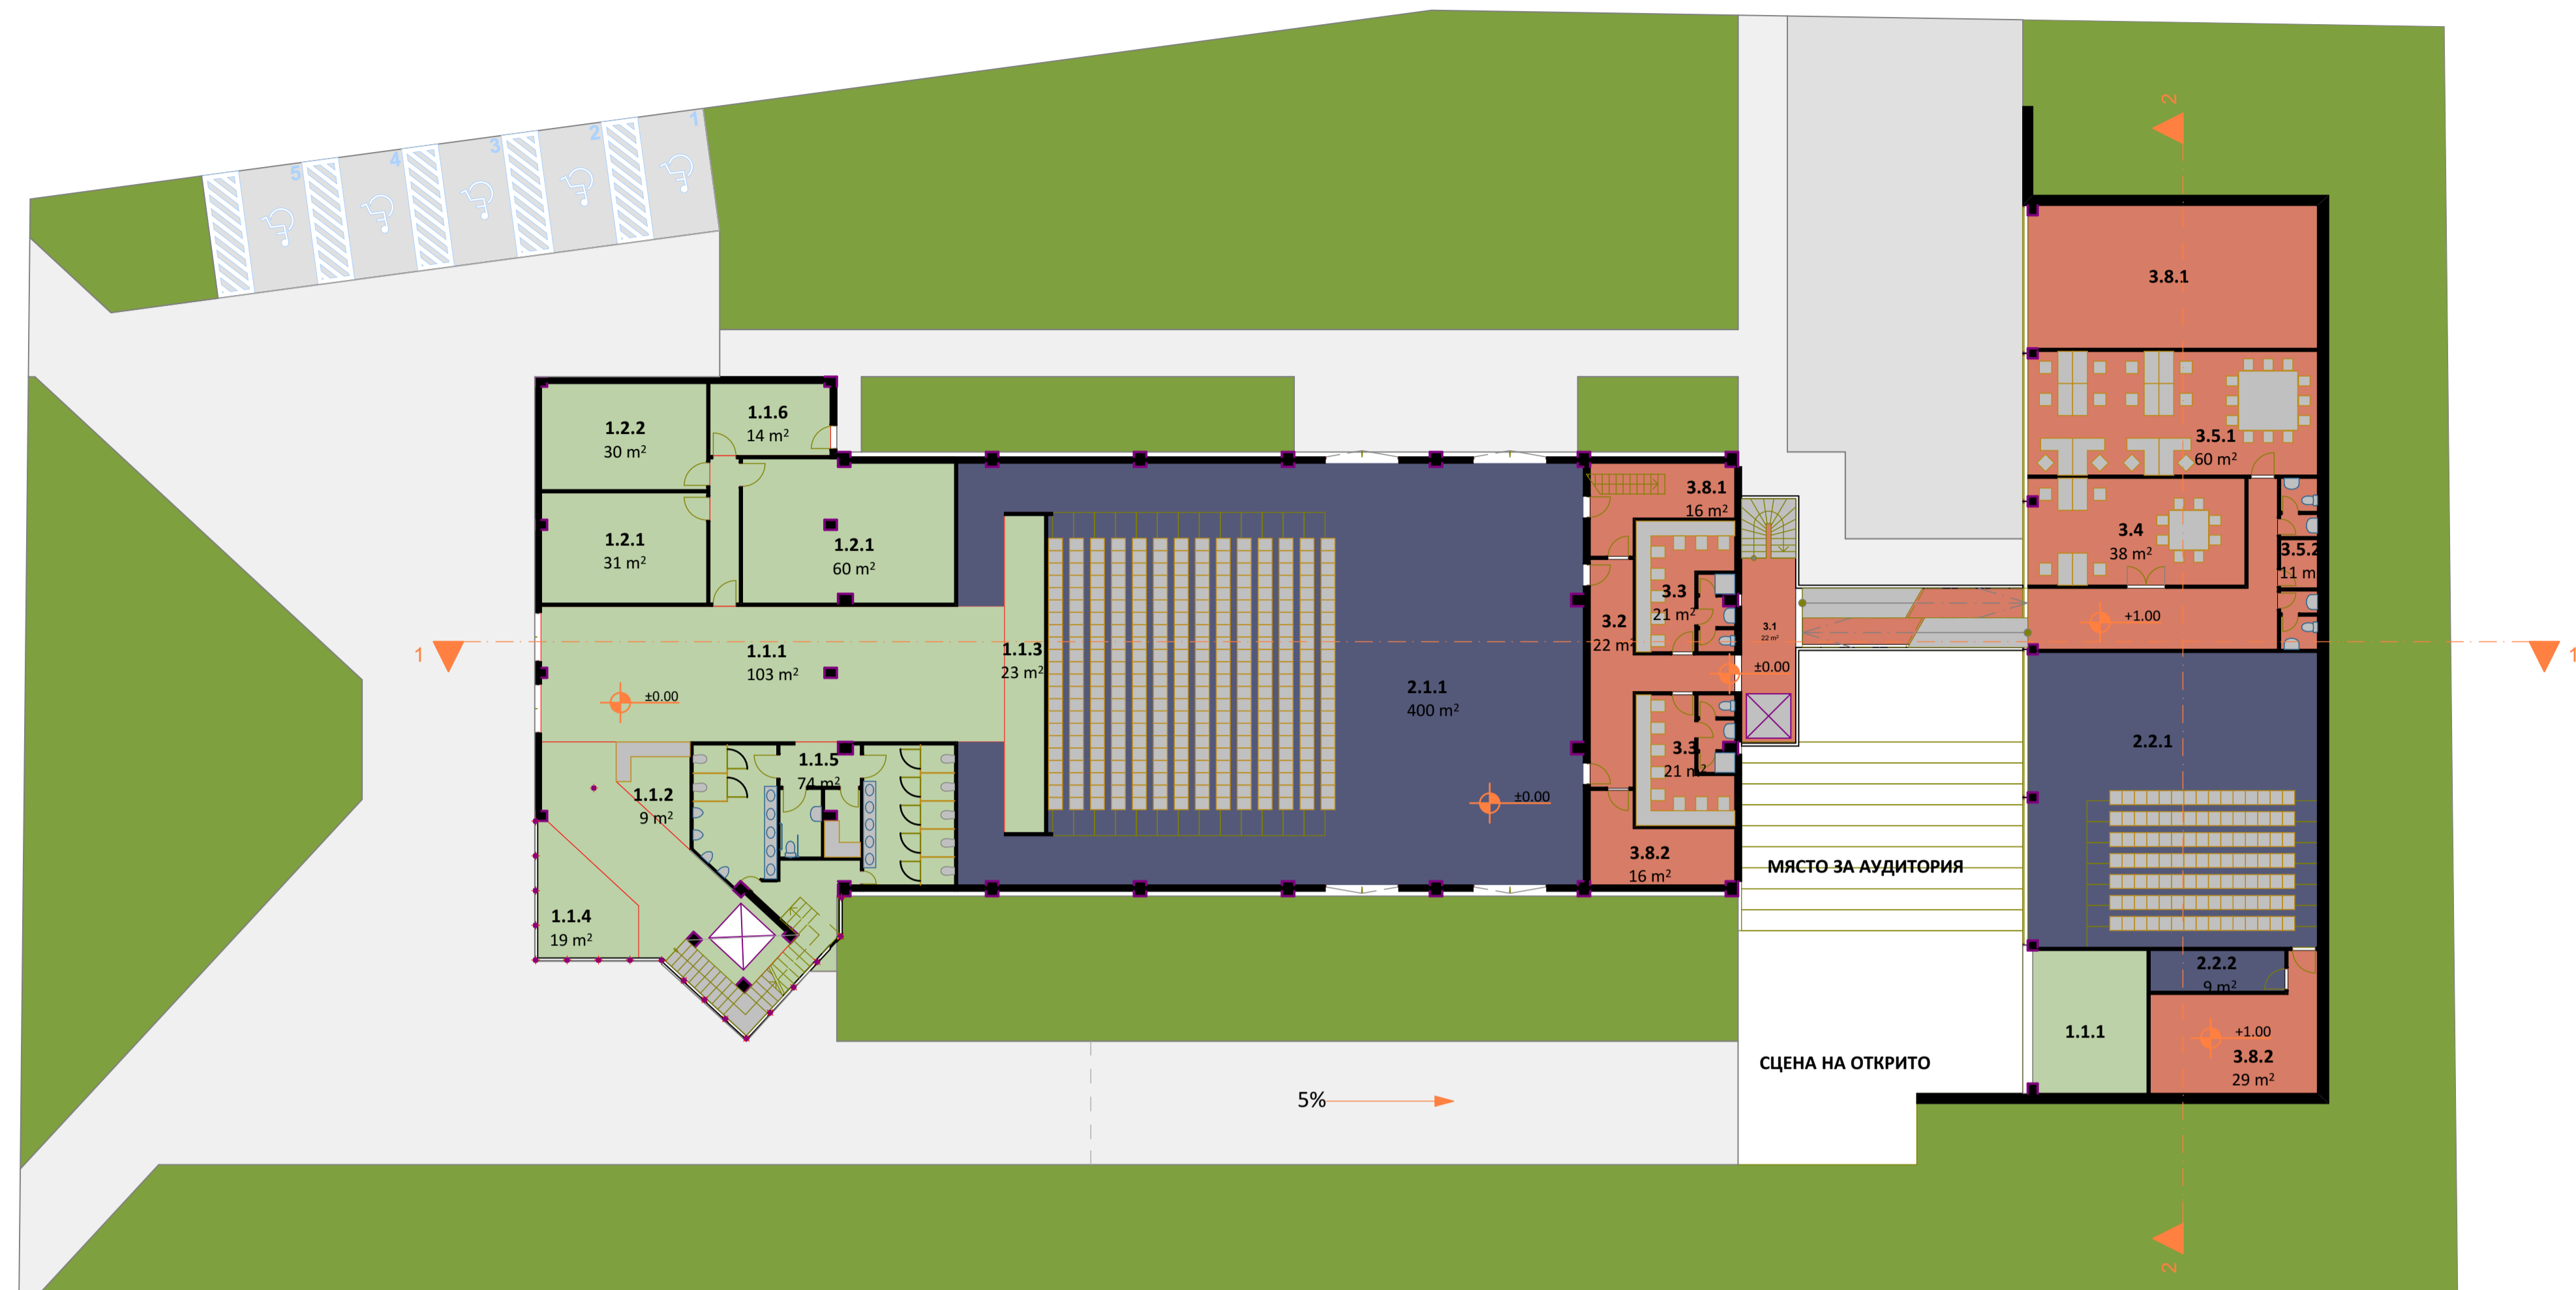 1
2
3
4
5
2
3.8.1
1.1.6
14 m²
1.2.2
30 m²
3.5.1
60 m²
3.8.1
16 m²
1.2.1
31 m²
1.2.1
60 m²
3.4
38 m²
3.5.2
11 m
3.3
21 m²
3.2
22 m²
3.1
22 m²
+1.00
1
1.1.1
103 m²
1.1.3
23 m²
1
±0.00
±0.00
2.1.1
400 m²
2.2.1
1.1.5
74 m²
3.3
21 m²
1.1.2
9 m²
±0.00
3.8.2
16 m²
МЯСТО ЗА АУДИТОРИЯ
1.1.4
19 m²
2.2.2
9 m²
1.1.1
+1.00
3.8.2
29 m²
СЦЕНА НА ОТКРИТО
5%
2